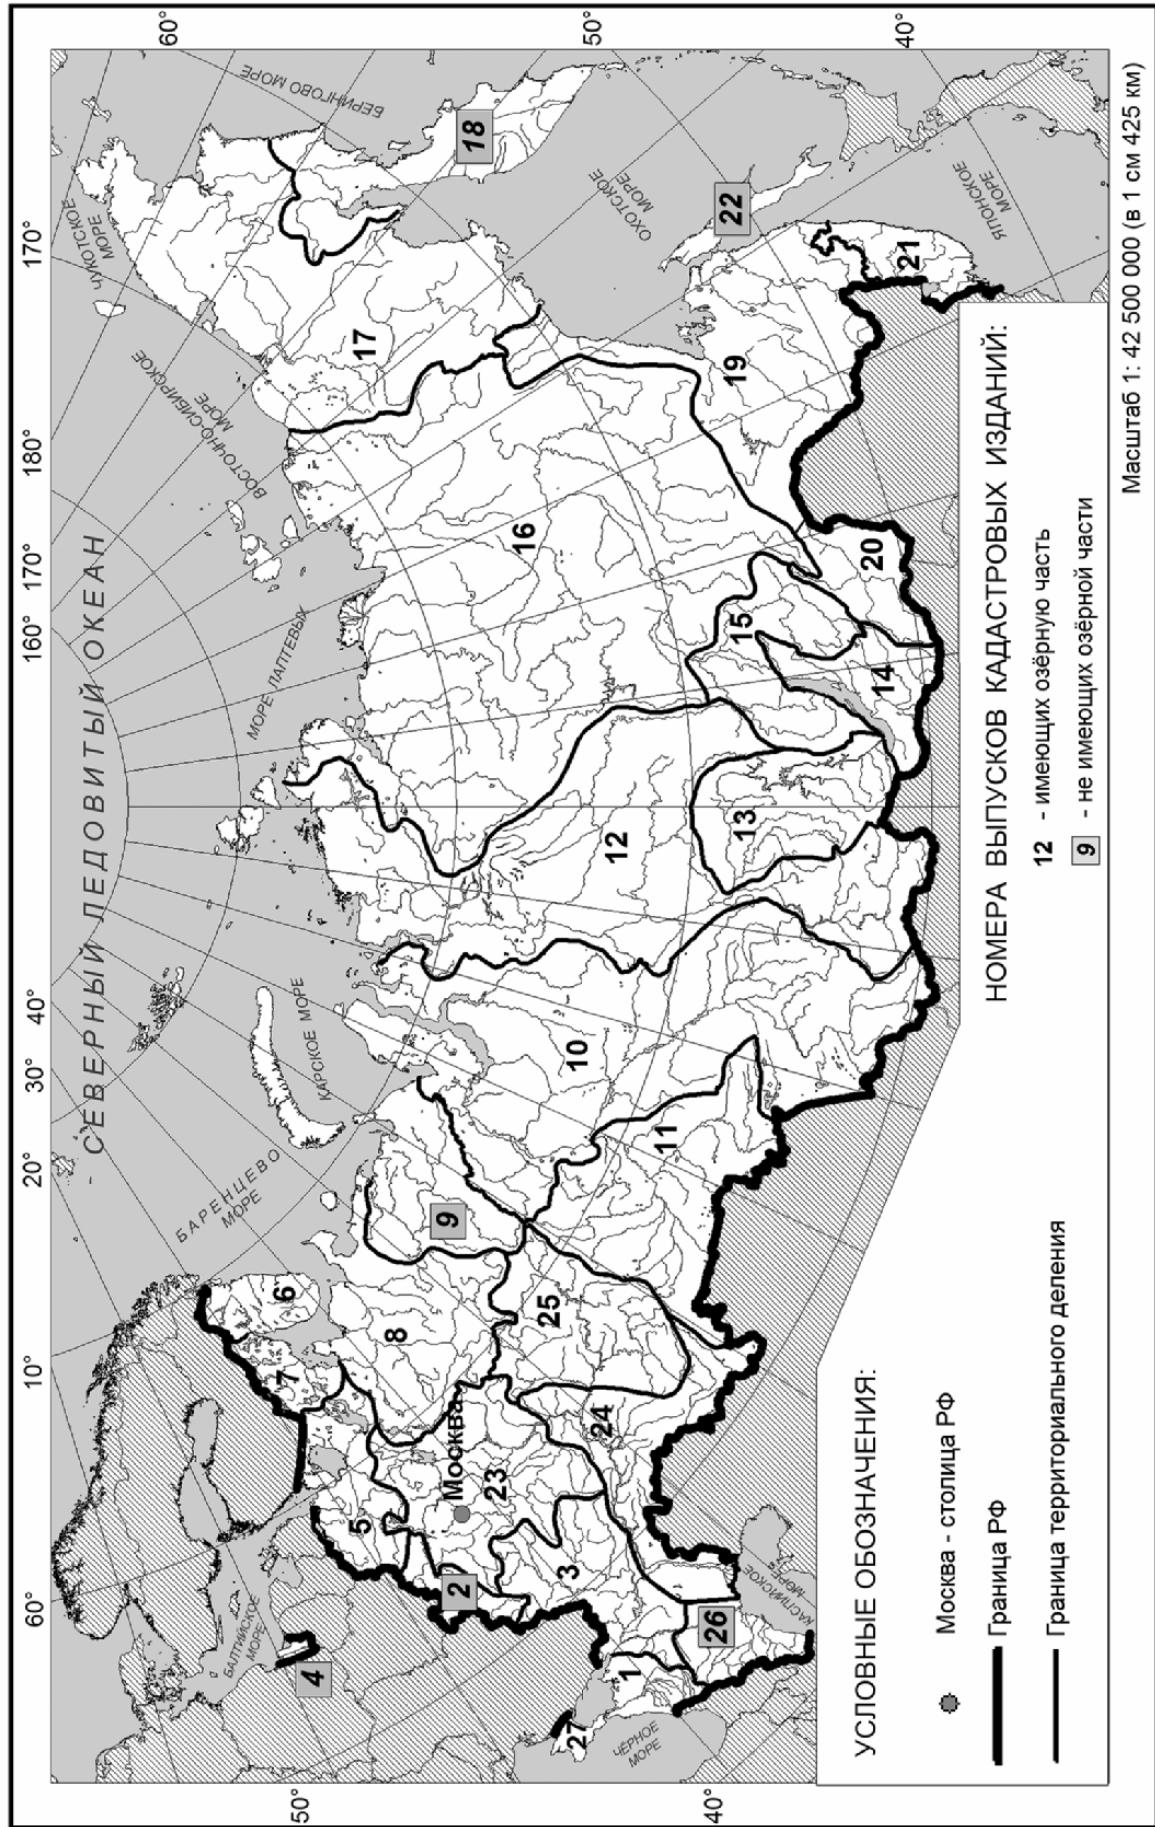 170°
180°
170°
160°
40°
30°
20°
10°
60°
60°
50°
40°
50°
40°
СЕВЕРНЫЙ ЛЕДОВИТЫЙ ОКЕАН
ЧУКОТСКОЕ
МОРЕ
ВОСТОЧНО-СИБИРСКОЕ
МОРЕ
МОРЕ ЛАПТЕВЫХ
КАРСКОЕ МОРЕ
БАРЕНЦЕВО
МОРЕ
БЕРИНГОВО МОРЕ
ОХОТСКОЕ
МОРЕ
ЯПОНСКОЕ
МОРЕ
БАЛТИЙСКОЕ
МОРЕ
ЧЁРНОЕ
МОРЕ
КАСПИЙСКОЕ
МОРЕ
Москва
1
2
3
4
5
6
7
8
9
10
11
12
13
14
15
16
17
18
19
20
21
22
23
24
25
26
27
УСЛОВНЫЕ ОБОЗНАЧЕНИЯ:
Москва - столица РФ
Граница РФ
Граница территориального деления
НОМЕРА ВЫПУСКОВ КАДАСТРОВЫХ ИЗДАНИЙ:
12 - имеющих озёрную часть
9 - не имеющих озёрной части
Масштаб 1: 42 500 000 (в 1 см 425 км)